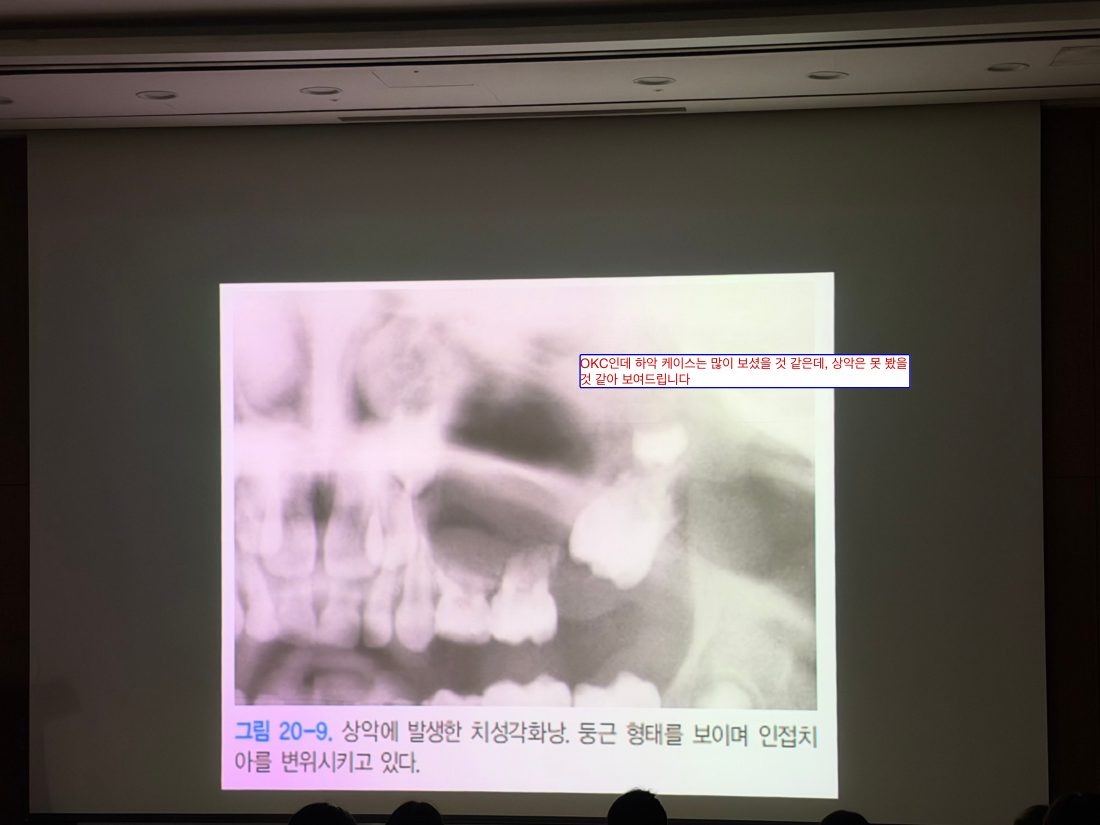 OKC인데 하악 케이스는 많이 보셨을 것 같은데, 상악은 못 봤을
것 같아 보여드립니다
그림 20-9. 상악에 발생한 치성각화낭. 둥근 형태를 보이며 인접치
아를 변위시키고 있다.